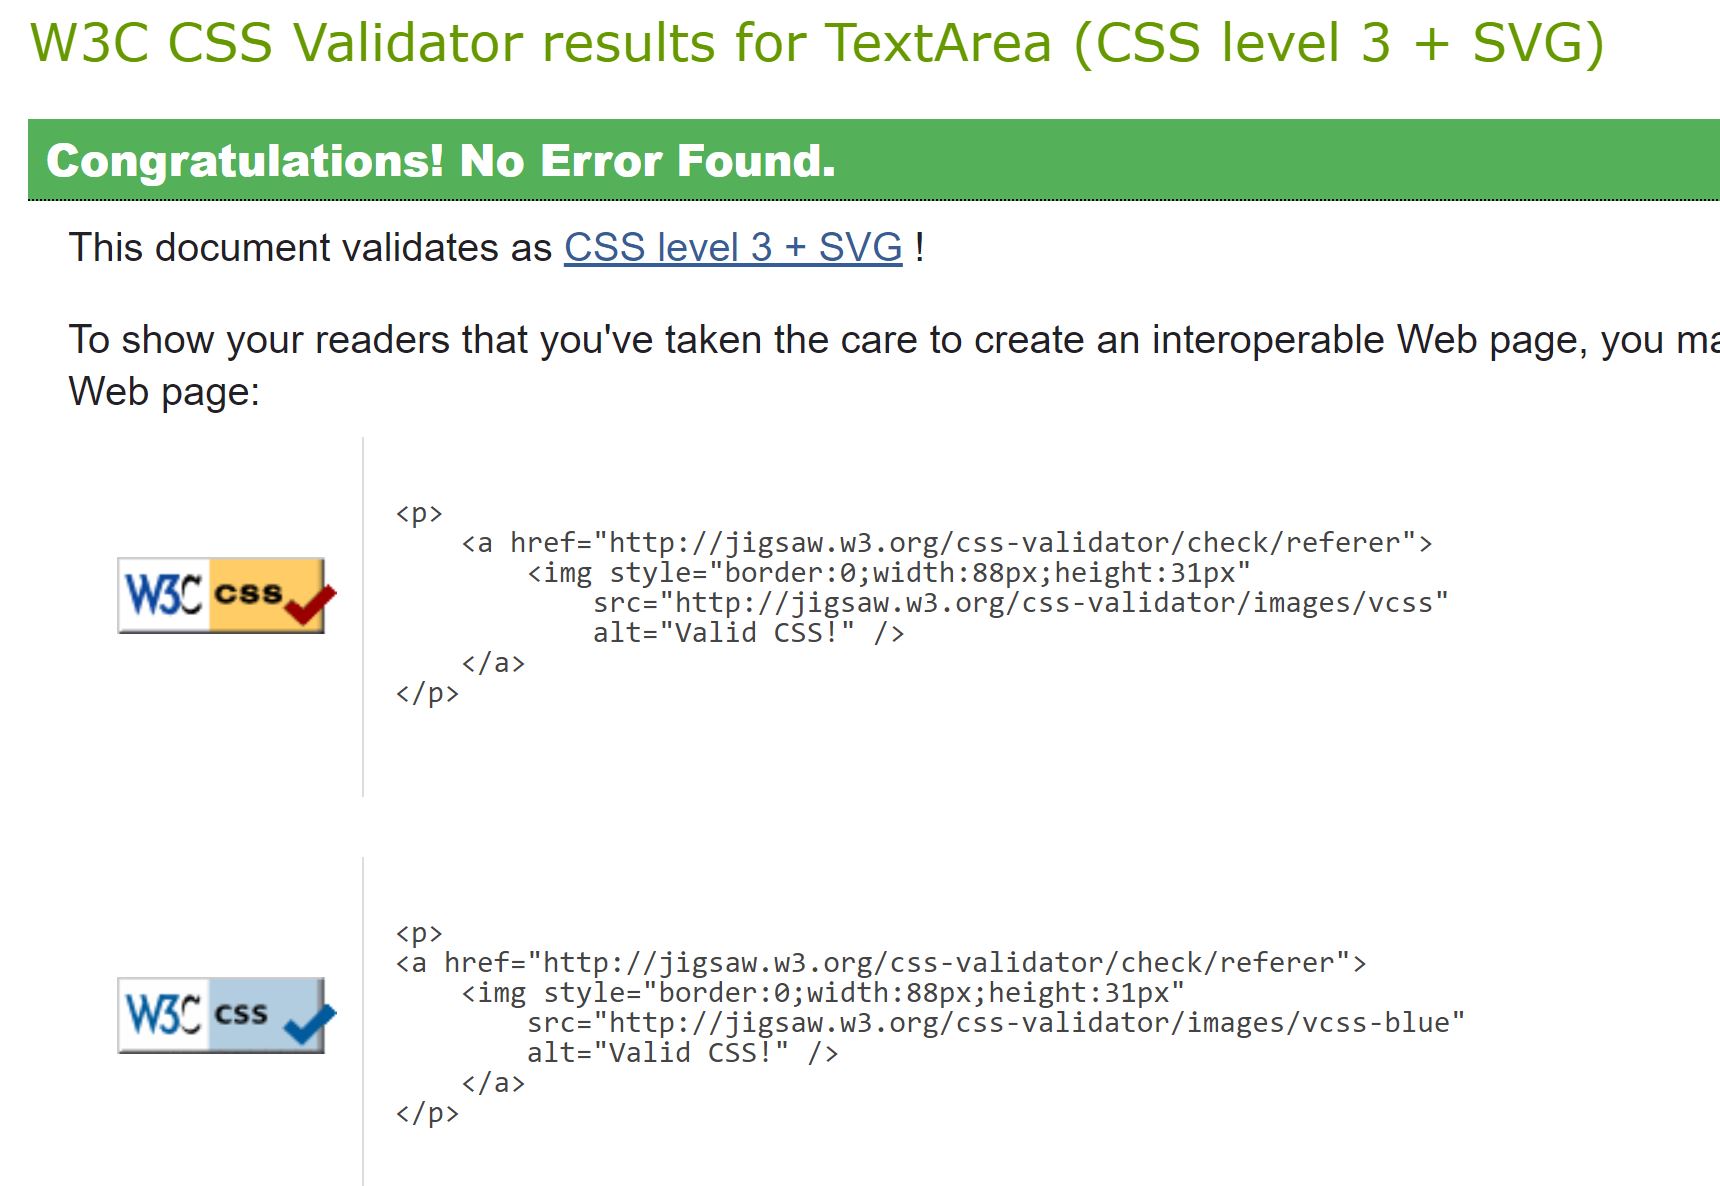 W3C CSS Validator results for TextArea (CSS level 3 + SVG)
Congratulations! No Error Found.
This document validates as CSS level 3 + SVG !
To show your readers that you've taken the care to create an interoperable Web page, you
Web page:
<p>
<a href="http://jigsaw.w3.org/css-validator/check/referer">
<img style="border:0;width:88px;height:31px"
W3C css
src="http://jigsaw.w3.org/css-validator/images/vcss"
alt="Valid CSS!" />
</a>
</p>
<p>
<a href="http://jigsaw.w3.org/css-validator/check/referer">
<img style="border:0;width:88px;height:31px"
W3C css
src="http://jigsaw.w3.org/css-validator/images/vcss-blue"
alt="Valid CSS!" />
</a>
</p>